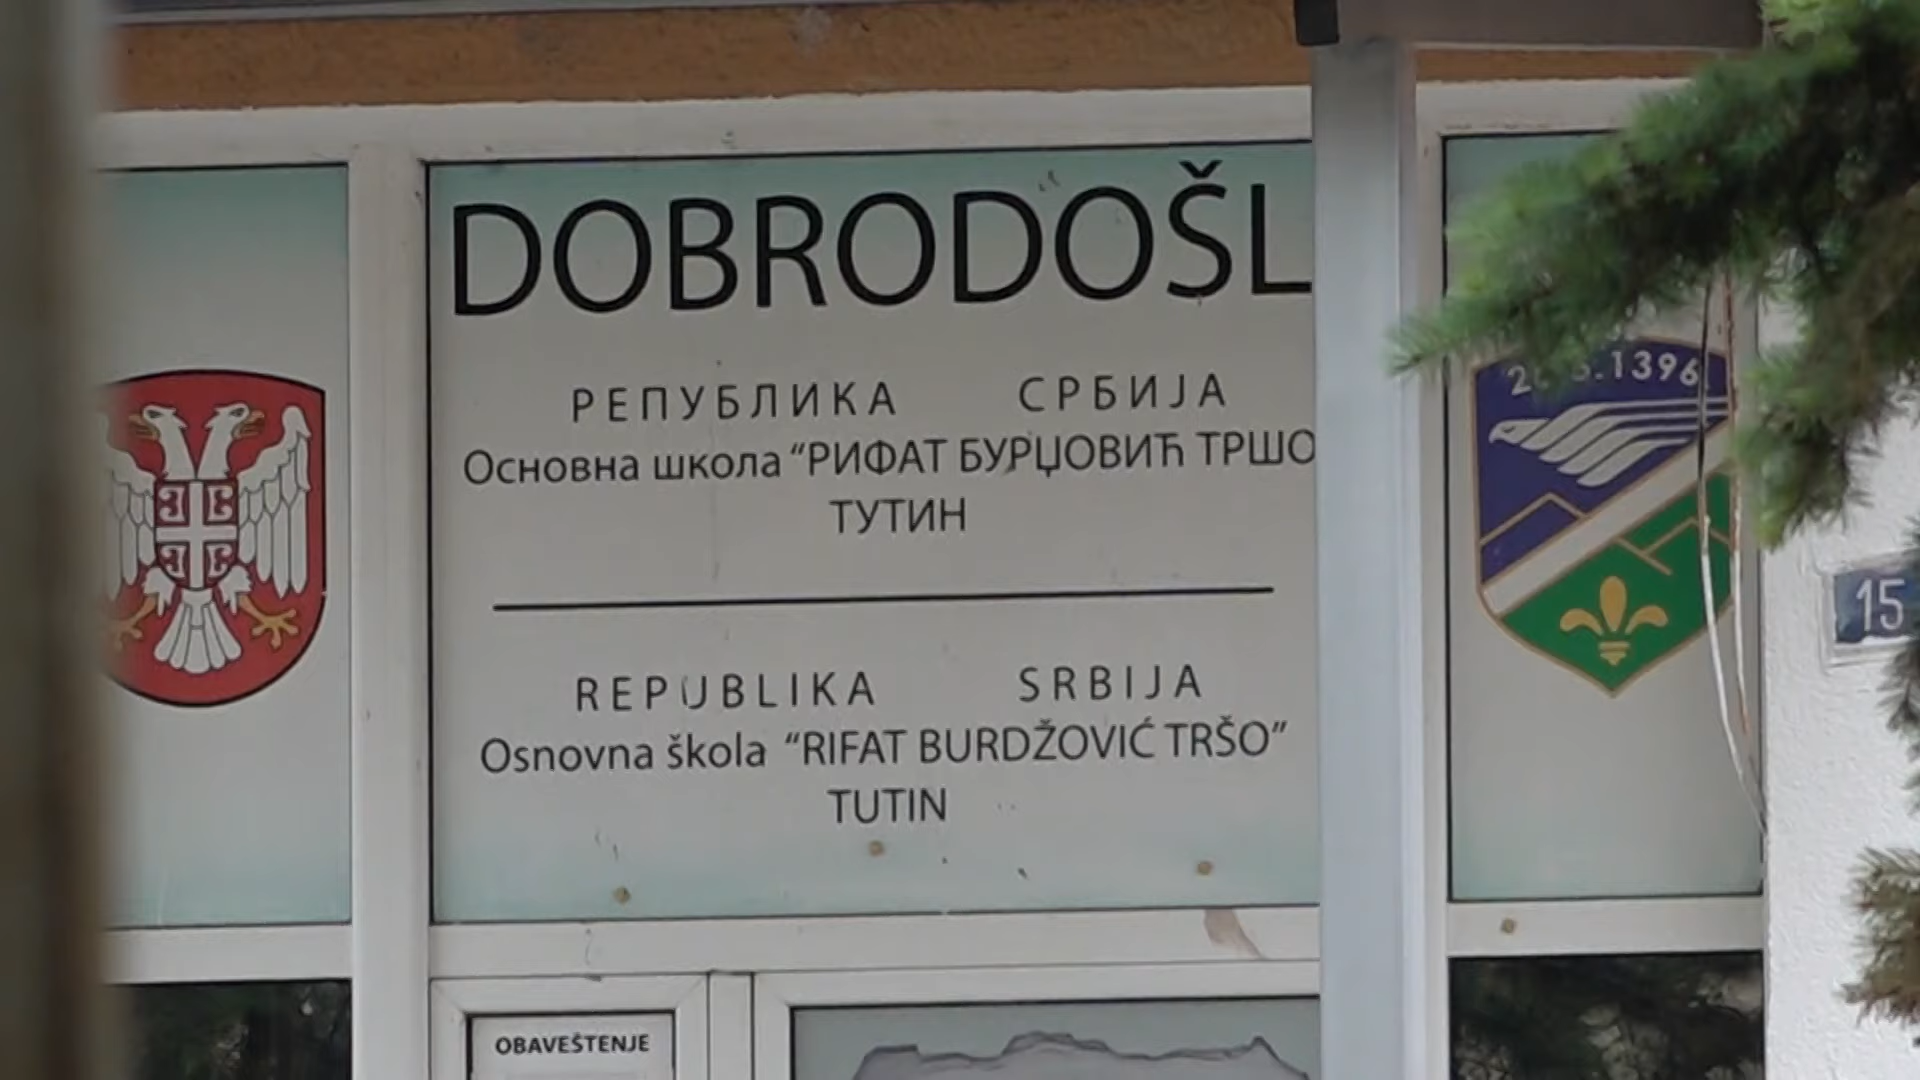 DOBRODOŠL
РЕПУБЛИКА СРБИЈА
Основна школа “РИФАТ БУРЏОВИЋ ТРШО
ТУТИН
REPUBLIKA SRBIJA
Osnovna škola “RIFAT BURDŽOVIĆ TRŠO”
TUTIN
1396
15
OBAVEŠTENJE